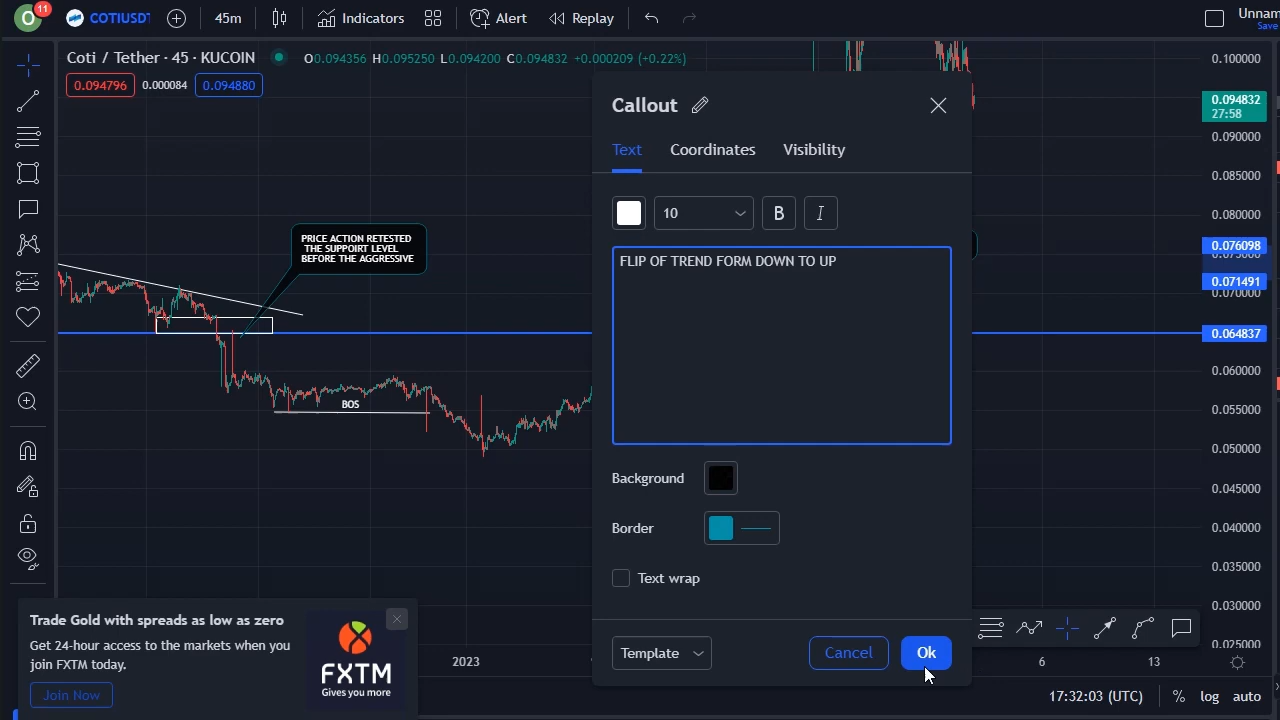 O
11
COTIUSDT
45m
Indicators
Alert
Replay
Unnam
Save
Coti / Tether · 45 · KUCOIN
O0.094356 H0.095250 L0.094200 C0.094832 +0.000209 (+0.22%)
0.094796
0.000084
0.094880
Callout
Text
Coordinates
Visibility
10
B
I
FLIP OF TREND FORM DOWN TO UP
Background
Border
Text wrap
Template
Cancel
Ok
PRICE ACTION RETESTED
THE SUPPOIRT LEVEL
BEFORE THE AGGRESSIVE
BOS
0.100000
0.094832
27:58
0.090000
0.085000
0.080000
0.076098
0.075000
0.071491
0.070000
0.064837
0.060000
0.055000
0.050000
0.045000
0.040000
0.035000
0.030000
0.025000
Trade Gold with spreads as low as zero
Get 24-hour access to the markets when you
join FXTM today.
Join Now
FXTM
Gives you more
2023
6
13
17:32:03 (UTC)
%
log
auto